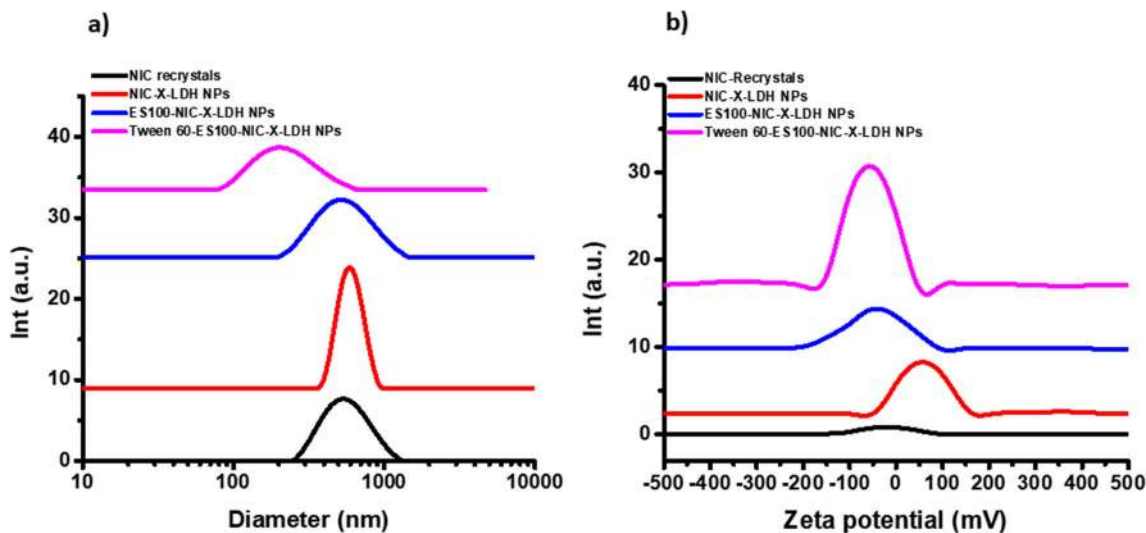 a)
NIC recrystals
NIC-X-LDH NPs
ES100-NIC-X-LDH NPs
Tween 60-ES100-NIC-X-LDH NPs
40
30
20
10
0
Int (a.u.)
10
100
1000
10000
Diameter (nm)
b)
NIC-Recrystals
NIC-X-LDH NPs
ES100-NIC-X-LDH NPs
Tween 60-ES100-NIC-X-LDH NPs
40
30
20
10
0
Int (a.u.)
-500 -400 -300 -200 -100 0 100 200 300 400 500
Zeta potential (mV)